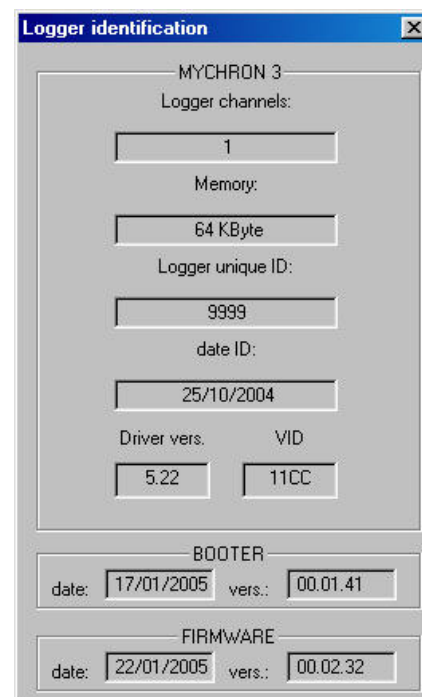 Logger identification
MYCHRON 3
Logger channels:
1
Memory:
64 KByte
Logger unique ID:
9999
date ID:
25/10/2004
Driver vers. VID
5.22 11CC
BOOTER
date: 17/01/2005 vers.: 00.01.41
FIRMWARE
date: 22/01/2005 vers.: 00.02.32